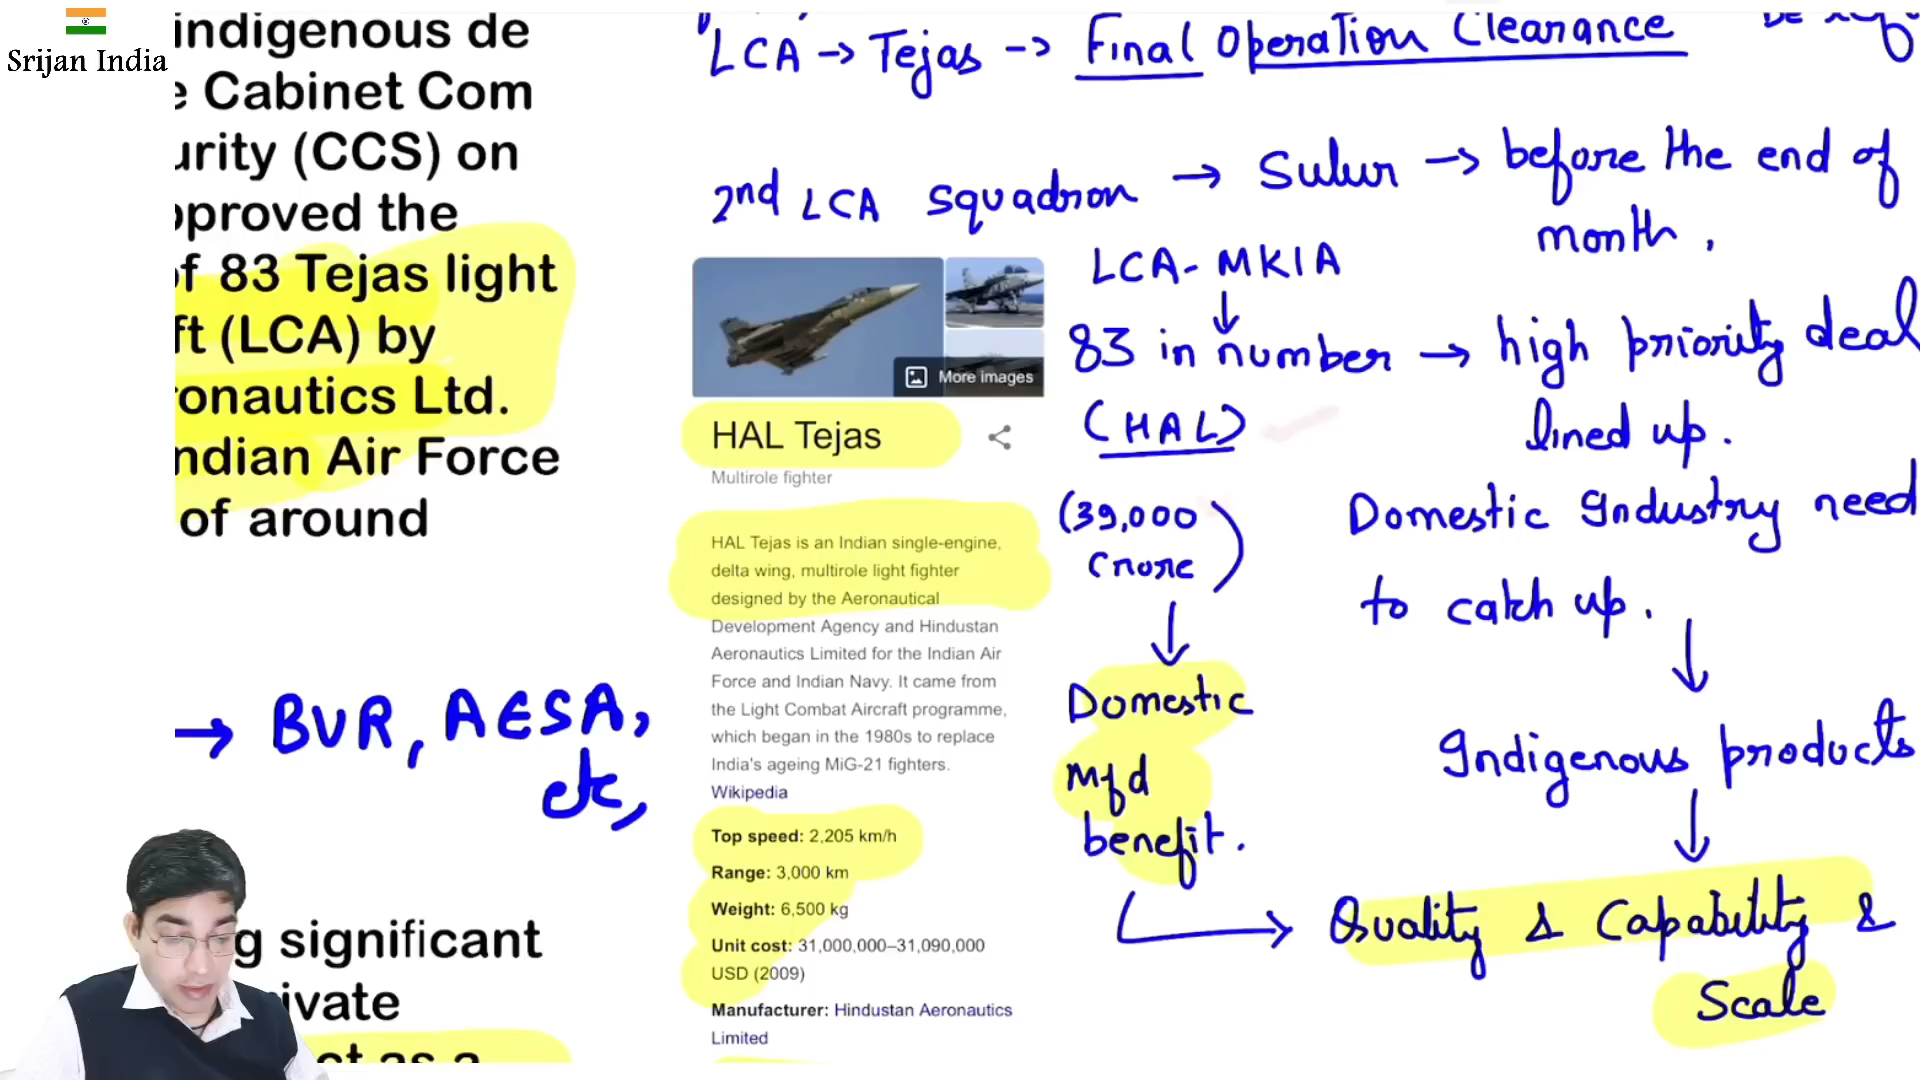 Srijan India
indigenous de
Cabinet Com
(CCS) on
the
of 83 Tejas light
(LCA) by
Ltd.
Indian Air Force
of around
→ BVR, AESA,
etc,
significant
as a
LCA → Tejas → Final Operation Clearance
2nd LCA squadron → Sulur → before the end of
month.
LCA-MK1A
83 in number → high priority deal
lined up.
(HAL)
(39,000
crore)
Domestic
Mfd
benefit.
Domestic Industry need
to catch up.
Indigenous products
Quality & Capability &
Scale
More images
HAL Tejas
Multirole fighter
HAL Tejas is an Indian single-engine,
delta wing, multirole light fighter
designed by the Aeronautical
Development Agency and Hindustan
Aeronautics Limited for the Indian Air
Force and Indian Navy. It came from
the Light Combat Aircraft programme,
which began in the 1980s to replace
India's ageing MiG-21 fighters.
Wikipedia
Top speed: 2,205 km/h
Range: 3,000 km
Weight: 6,500 kg
Unit cost: 31,000,000–31,090,000
USD (2009)
Manufacturer: Hindustan Aeronautics
Limited